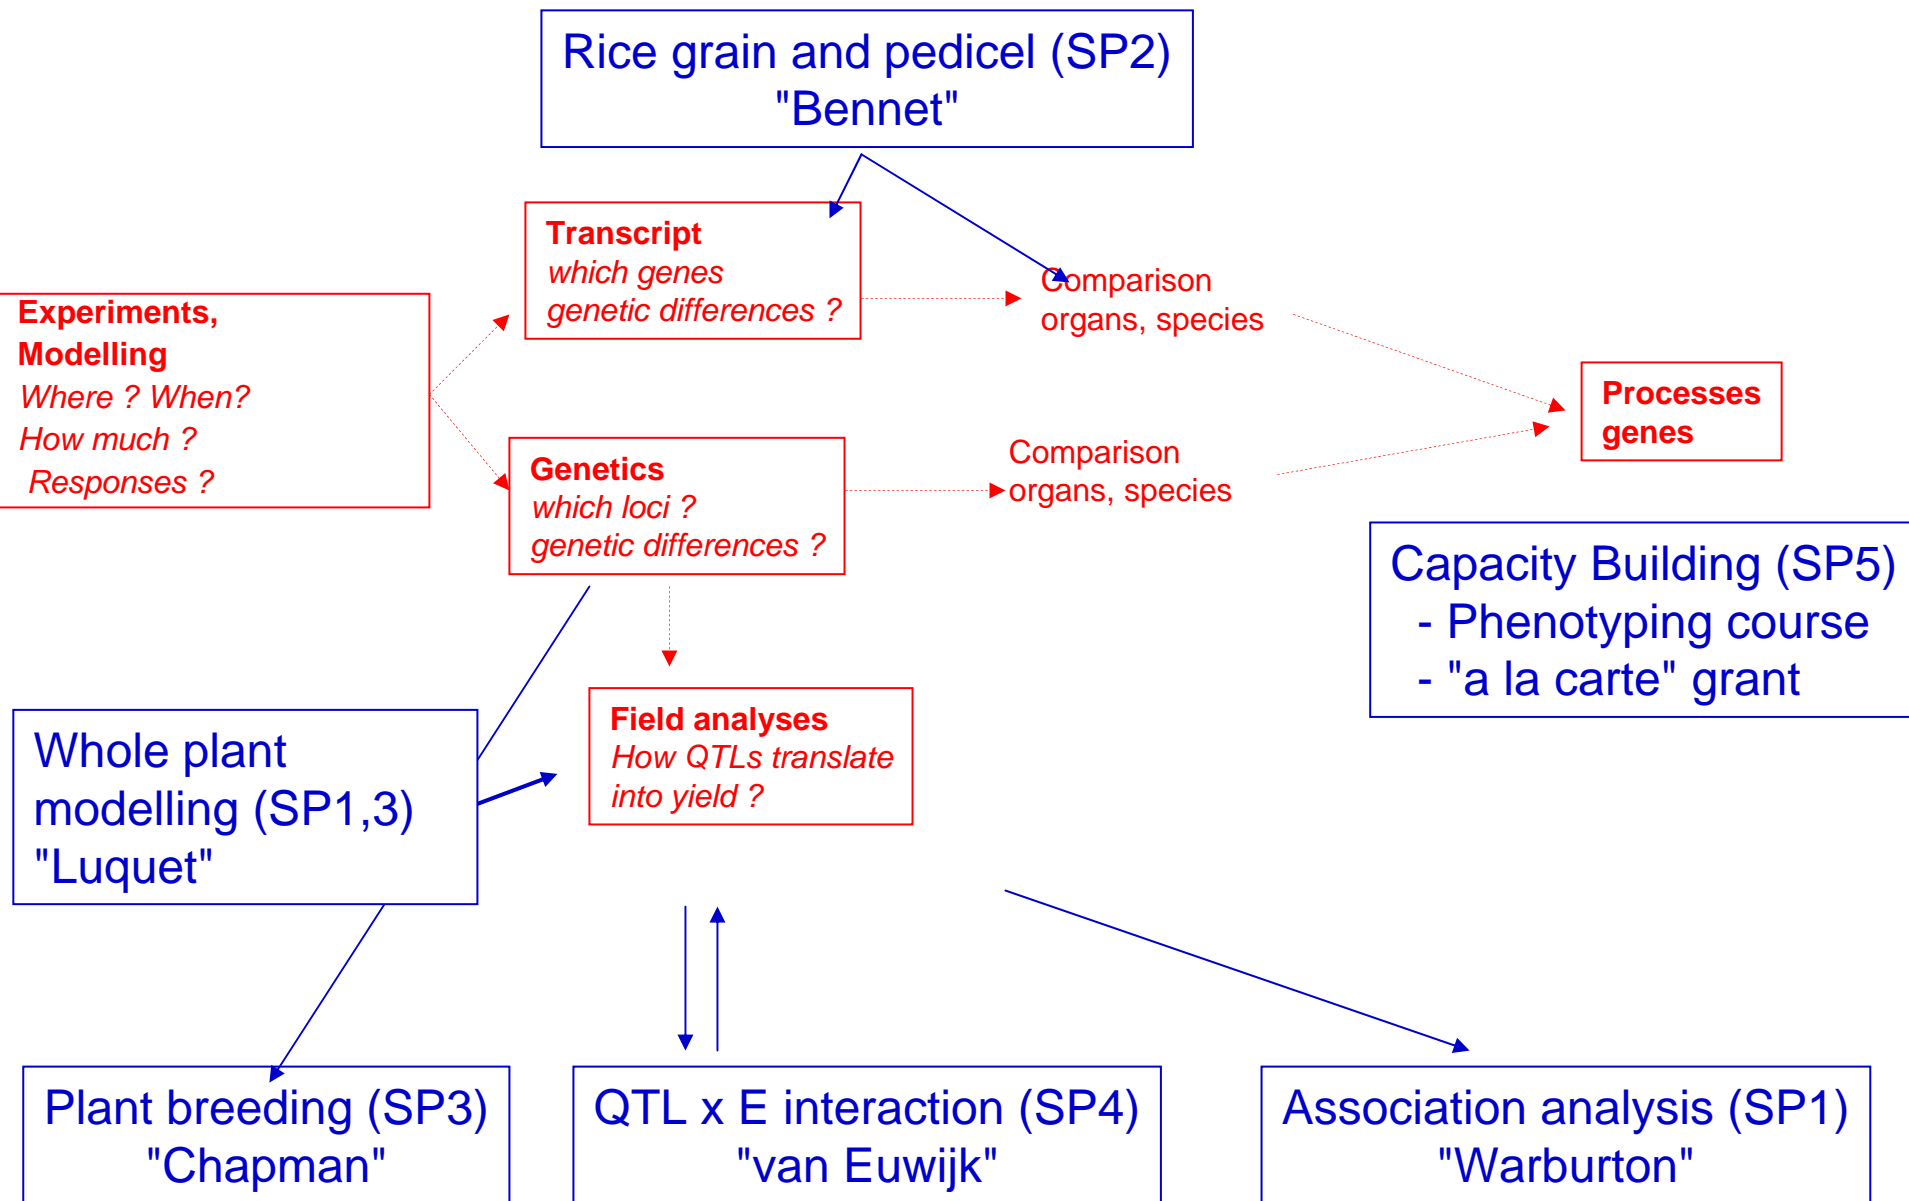 Rice grain and pedicel (SP2)
"Bennet"
Transcript
which genes
genetic differences ?
Comparison
organs, species
Experiments,
Modelling
Where ? When?
How much ?
Responses ?
Processes
genes
Genetics
which loci ?
genetic differences ?
Comparison
organs, species
Capacity Building (SP5)
- Phenotyping course
- "a la carte" grant
Field analyses
How QTLs translate
into yield ?
Whole plant
modelling (SP1,3)
"Luquet"
Plant breeding (SP3)
"Chapman"
QTL x E interaction (SP4)
"van Euwijk"
Association analysis (SP1)
"Warburton"